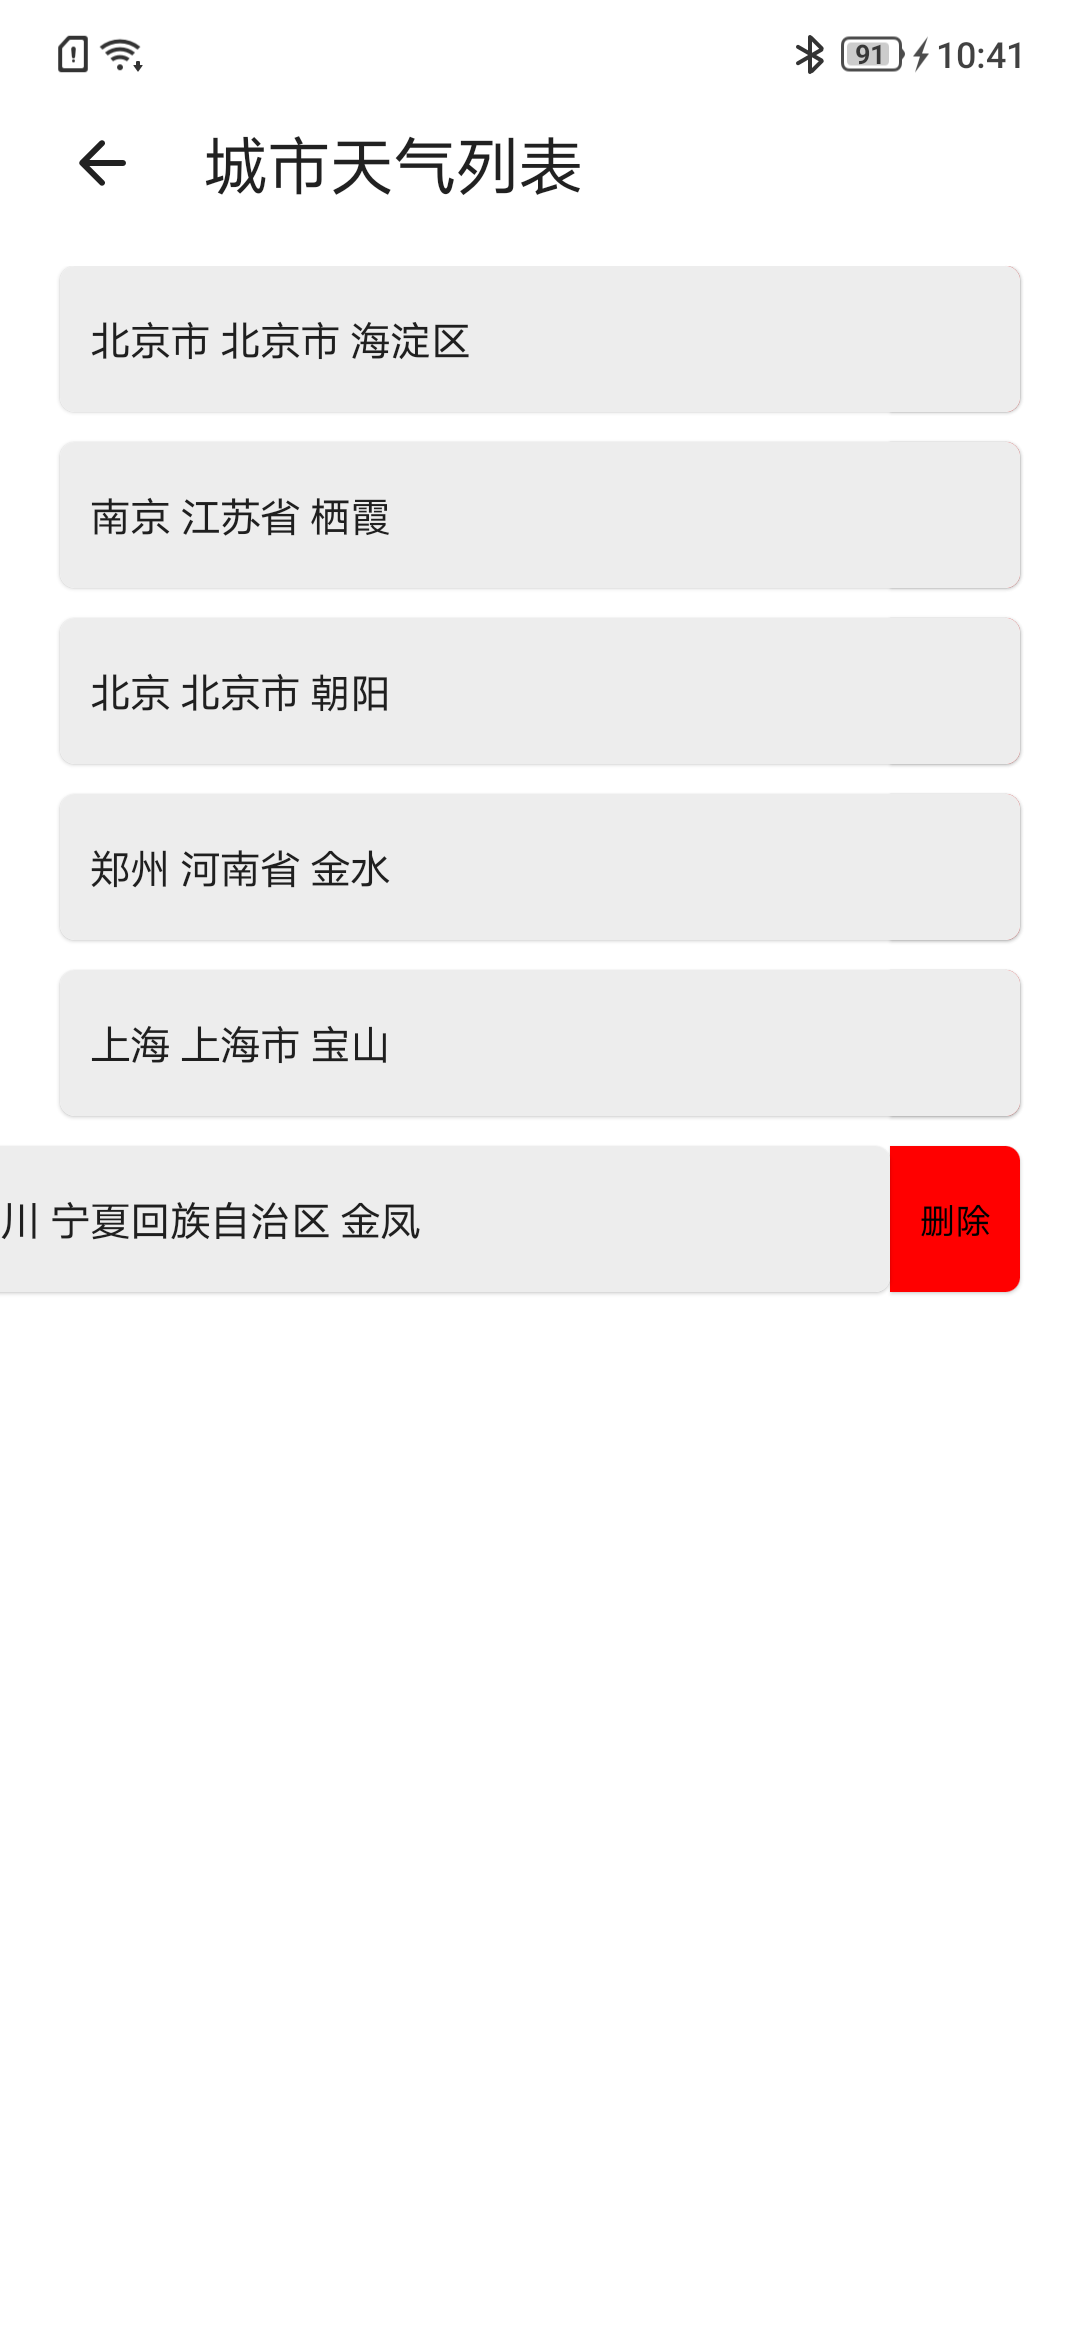 91 10:41
城市天气列表
北京市 北京市 海淀区
南京 江苏省 栖霞
北京 北京市 朝阳
郑州 河南省 金水
上海 上海市 宝山
川 宁夏回族自治区 金凤 删除